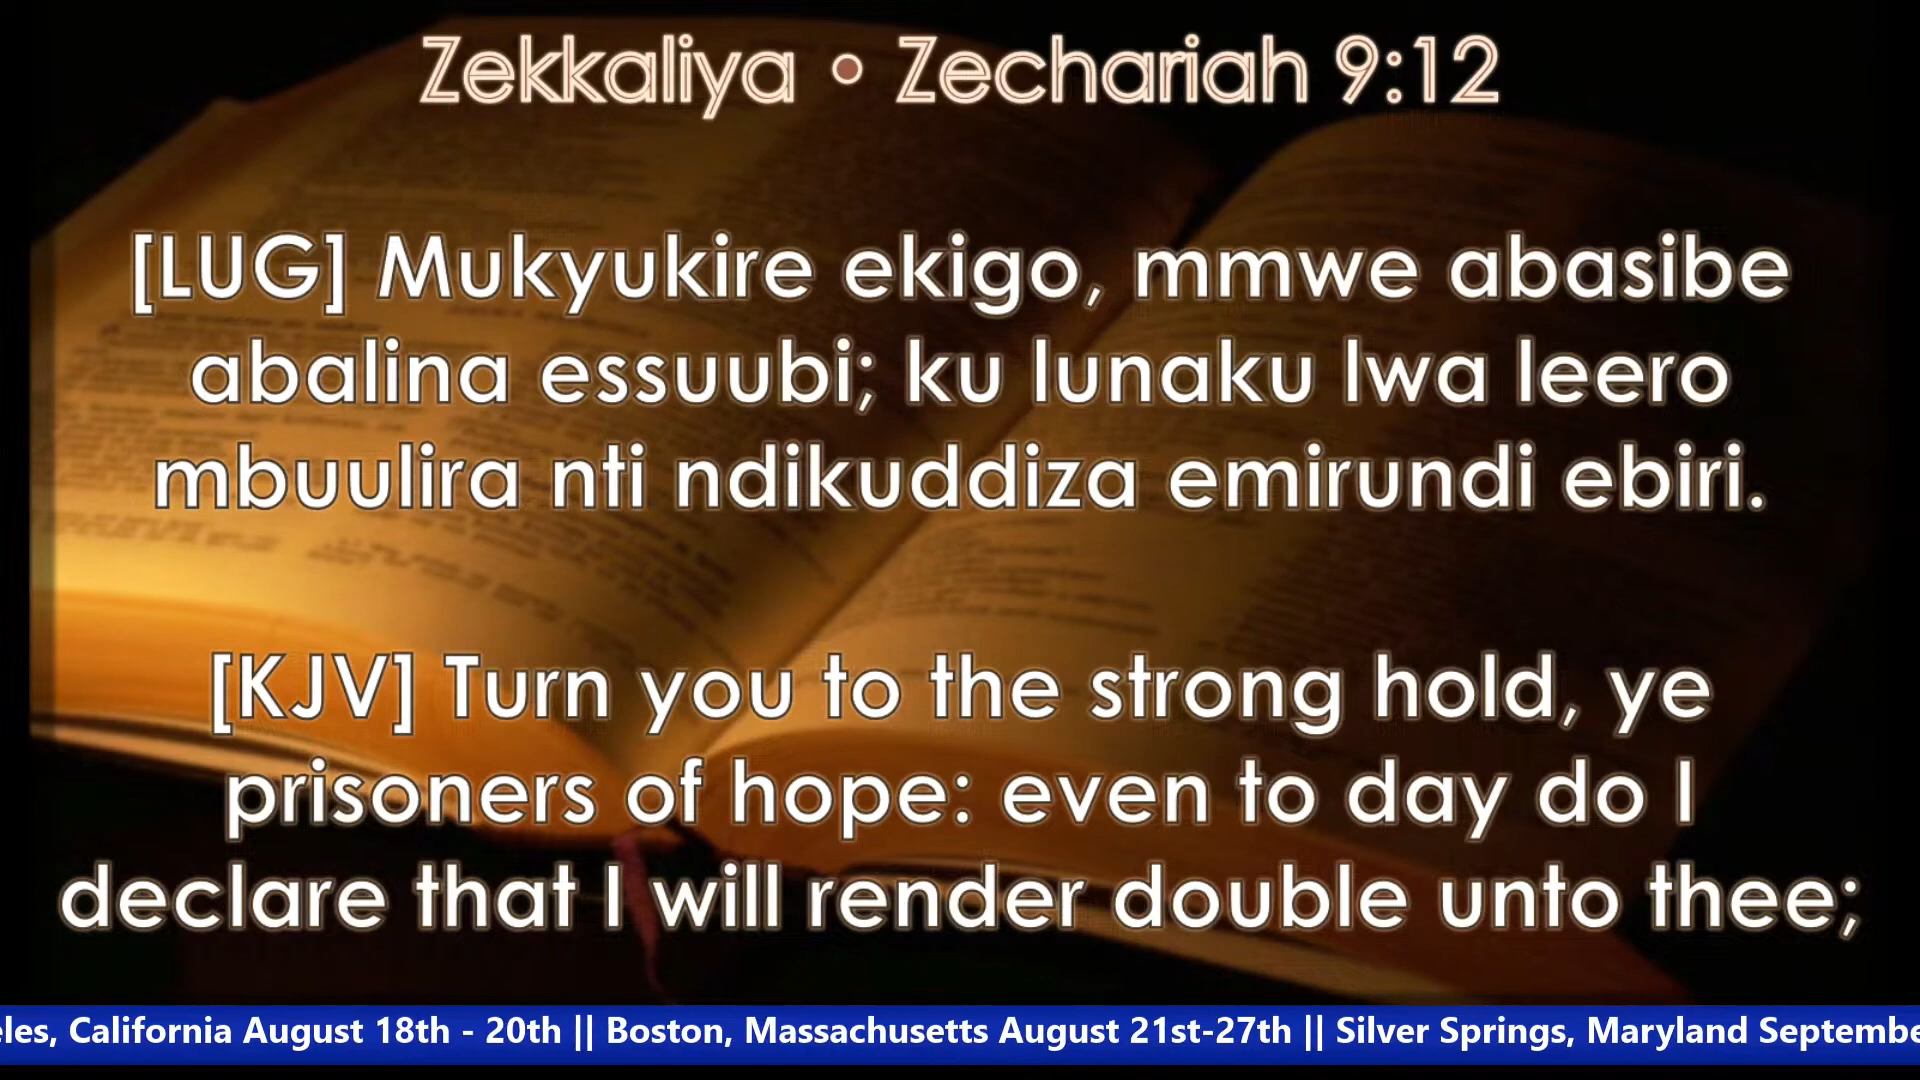 Zekkaliya • Zechariah 9:12
[LUG] Mukyukire ekigo, mmwe abasibe
abalina essuubi; ku lunaku lwa leero
mbuulira nti ndikuddiza emirundi ebiri.
[KJV] Turn you to the strong hold, ye
prisoners of hope: even to day do I
declare that I will render double unto thee;
California August 18th - 20th || Boston, Massachusetts August 21st-27th || Silver Springs, Maryland